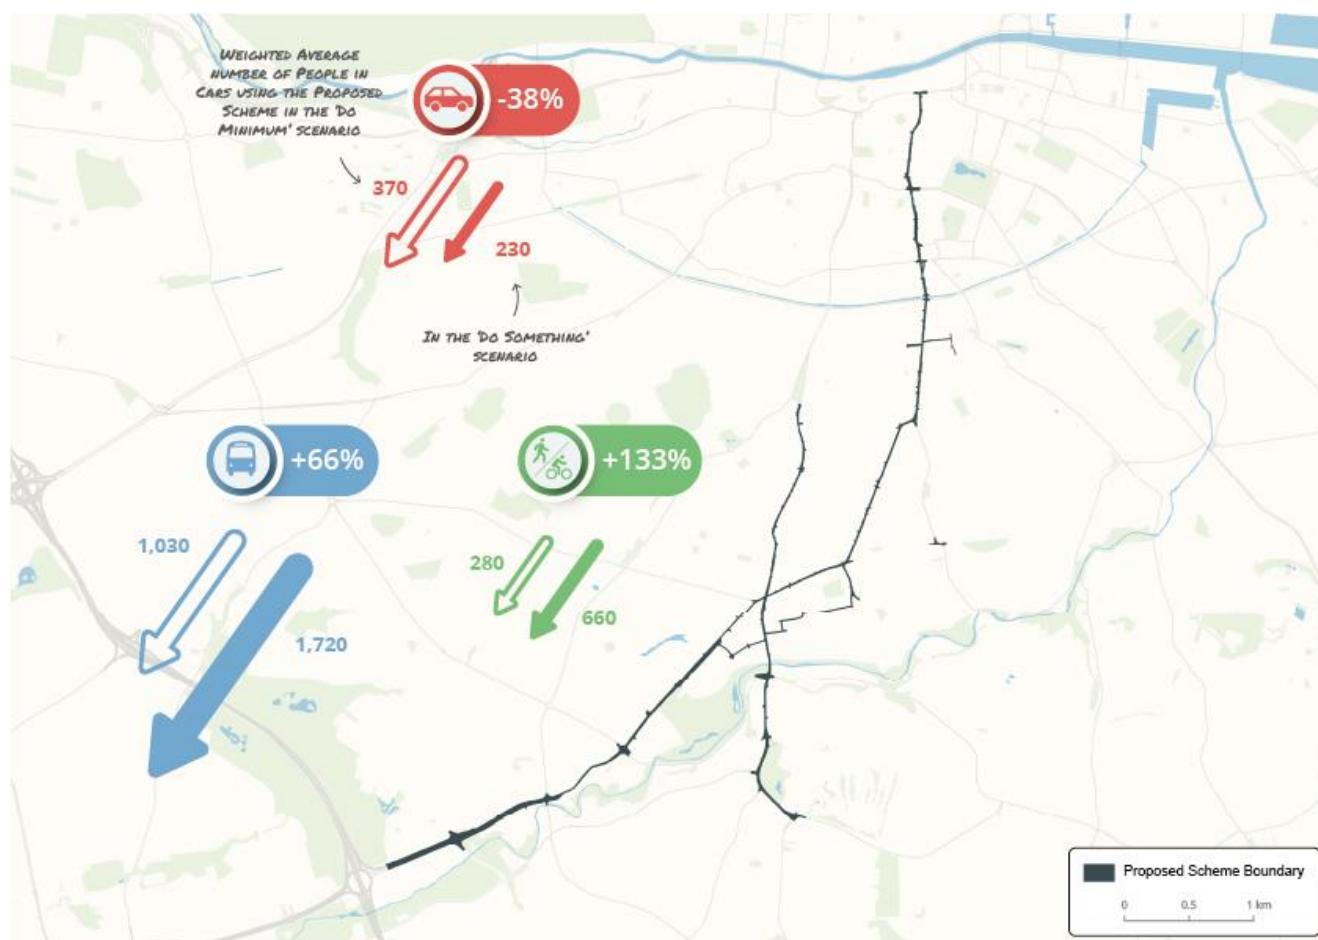 WEIGHTED AVERAGE
NUMBER OF PEOPLE IN
CARS USING THE PROPOSED
SCHEME IN THE 'DO
MINIMUM' SCENARIO
-38%
370
230
IN THE 'DO SOMETHING'
SCENARIO
+66%
+133%
1,030
280
660
1,720
Proposed Scheme Boundary
0 0.5 1 km